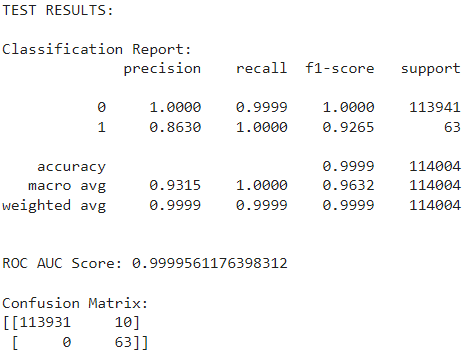 TEST RESULTS:
Classification Report:
precision recall f1-score support
0 1.0000 0.9999 1.0000 113941
1 0.8630 1.0000 0.9265 63
accuracy 0.9999 114004
macro avg 0.9315 1.0000 0.9632 114004
weighted avg 0.9999 0.9999 0.9999 114004
ROC AUC Score: 0.9999561176398312
Confusion Matrix:
[[113931 10]
[ 0 63]]